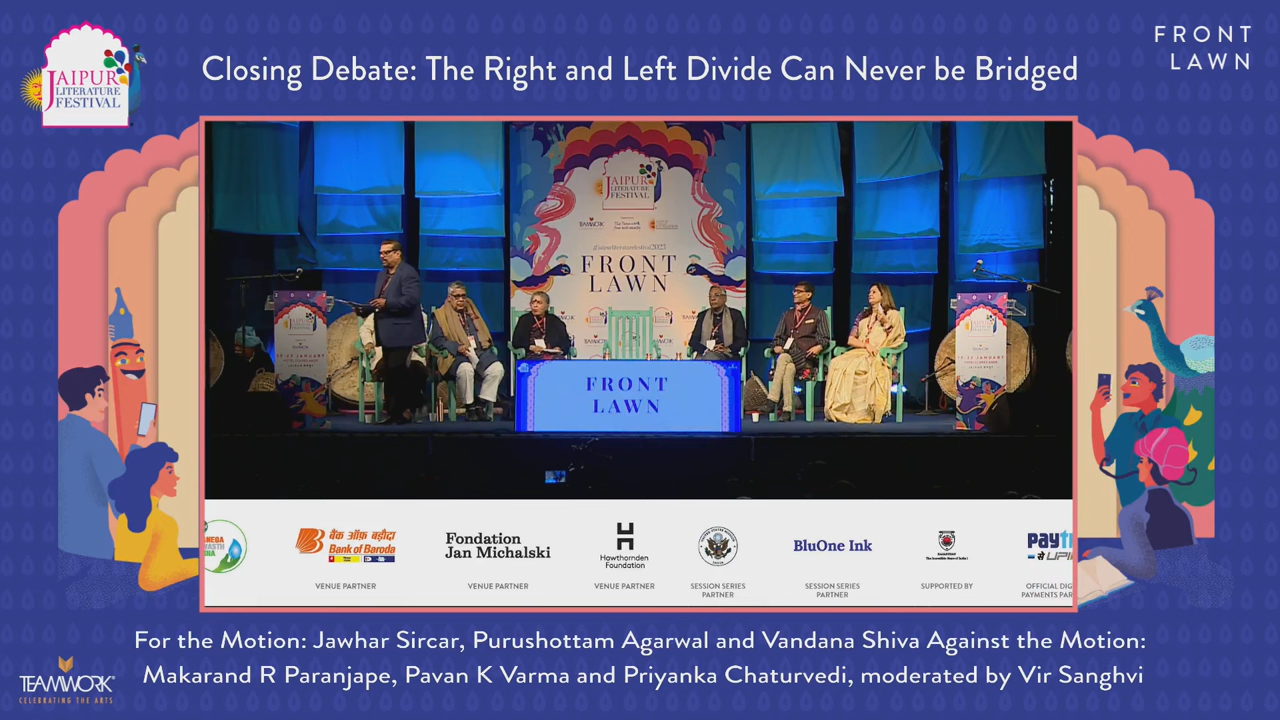 JAIPUR
LITERATURE
FESTIVAL
Closing Debate: The Right and Left Divide Can Never be Bridged
FRONT
LAWN
JAIPUR
LITERATURE
FESTIVAL
TEAMWORK
FRONT
LAWN
JAIPUR
FRONT
LAWN
बैंक ऑफ़ बड़ौदा
Bank of Baroda
VENUE PARTNER
Fondation
Jan Michalski
VENUE PARTNER
Hawthornden
Foundation
VENUE PARTNER
SESSION SERIES
PARTNER
BluOne Ink
SESSION SERIES
PARTNER
SUPPORTED BY
OFFICIAL
For the Motion: Jawhar Sircar, Purushottam Agarwal and Vandana Shiva Against the Motion:
Makarand R Paranjape, Pavan K Varma and Priyanka Chaturvedi, moderated by Vir Sanghvi
TEAMWORK
CELEBRATING THE ARTS